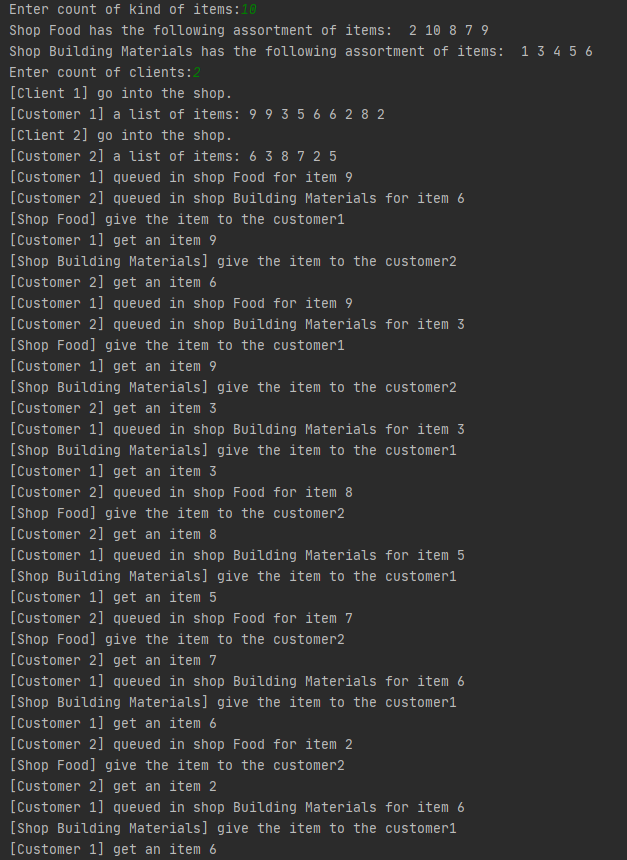 Enter count of kind of items:10
Shop Food has the following assortment of items:  2 10 8 7 9
Shop Building Materials has the following assortment of items:  1 3 4 5 6
Enter count of clients:2
[Client 1] go into the shop.
[Customer 1] a list of items: 9 9 3 5 6 6 2 8 2
[Client 2] go into the shop.
[Customer 2] a list of items: 6 3 8 7 2 5
[Customer 1] queued in shop Food for item 9
[Customer 2] queued in shop Building Materials for item 6
[Shop Food] give the item to the customer1
[Customer 1] get an item 9
[Shop Building Materials] give the item to the customer2
[Customer 2] get an item 6
[Customer 1] queued in shop Food for item 9
[Customer 2] queued in shop Building Materials for item 3
[Shop Food] give the item to the customer1
[Customer 1] get an item 9
[Shop Building Materials] give the item to the customer2
[Customer 2] get an item 3
[Customer 1] queued in shop Building Materials for item 3
[Shop Building Materials] give the item to the customer1
[Customer 1] get an item 3
[Customer 2] queued in shop Food for item 8
[Shop Food] give the item to the customer2
[Customer 2] get an item 8
[Customer 1] queued in shop Building Materials for item 5
[Shop Building Materials] give the item to the customer1
[Customer 1] get an item 5
[Customer 2] queued in shop Food for item 7
[Shop Food] give the item to the customer2
[Customer 2] get an item 7
[Customer 1] queued in shop Building Materials for item 6
[Shop Building Materials] give the item to the customer1
[Customer 1] get an item 6
[Customer 2] queued in shop Food for item 2
[Shop Food] give the item to the customer2
[Customer 2] get an item 2
[Customer 1] queued in shop Building Materials for item 6
[Shop Building Materials] give the item to the customer1
[Customer 1] get an item 6